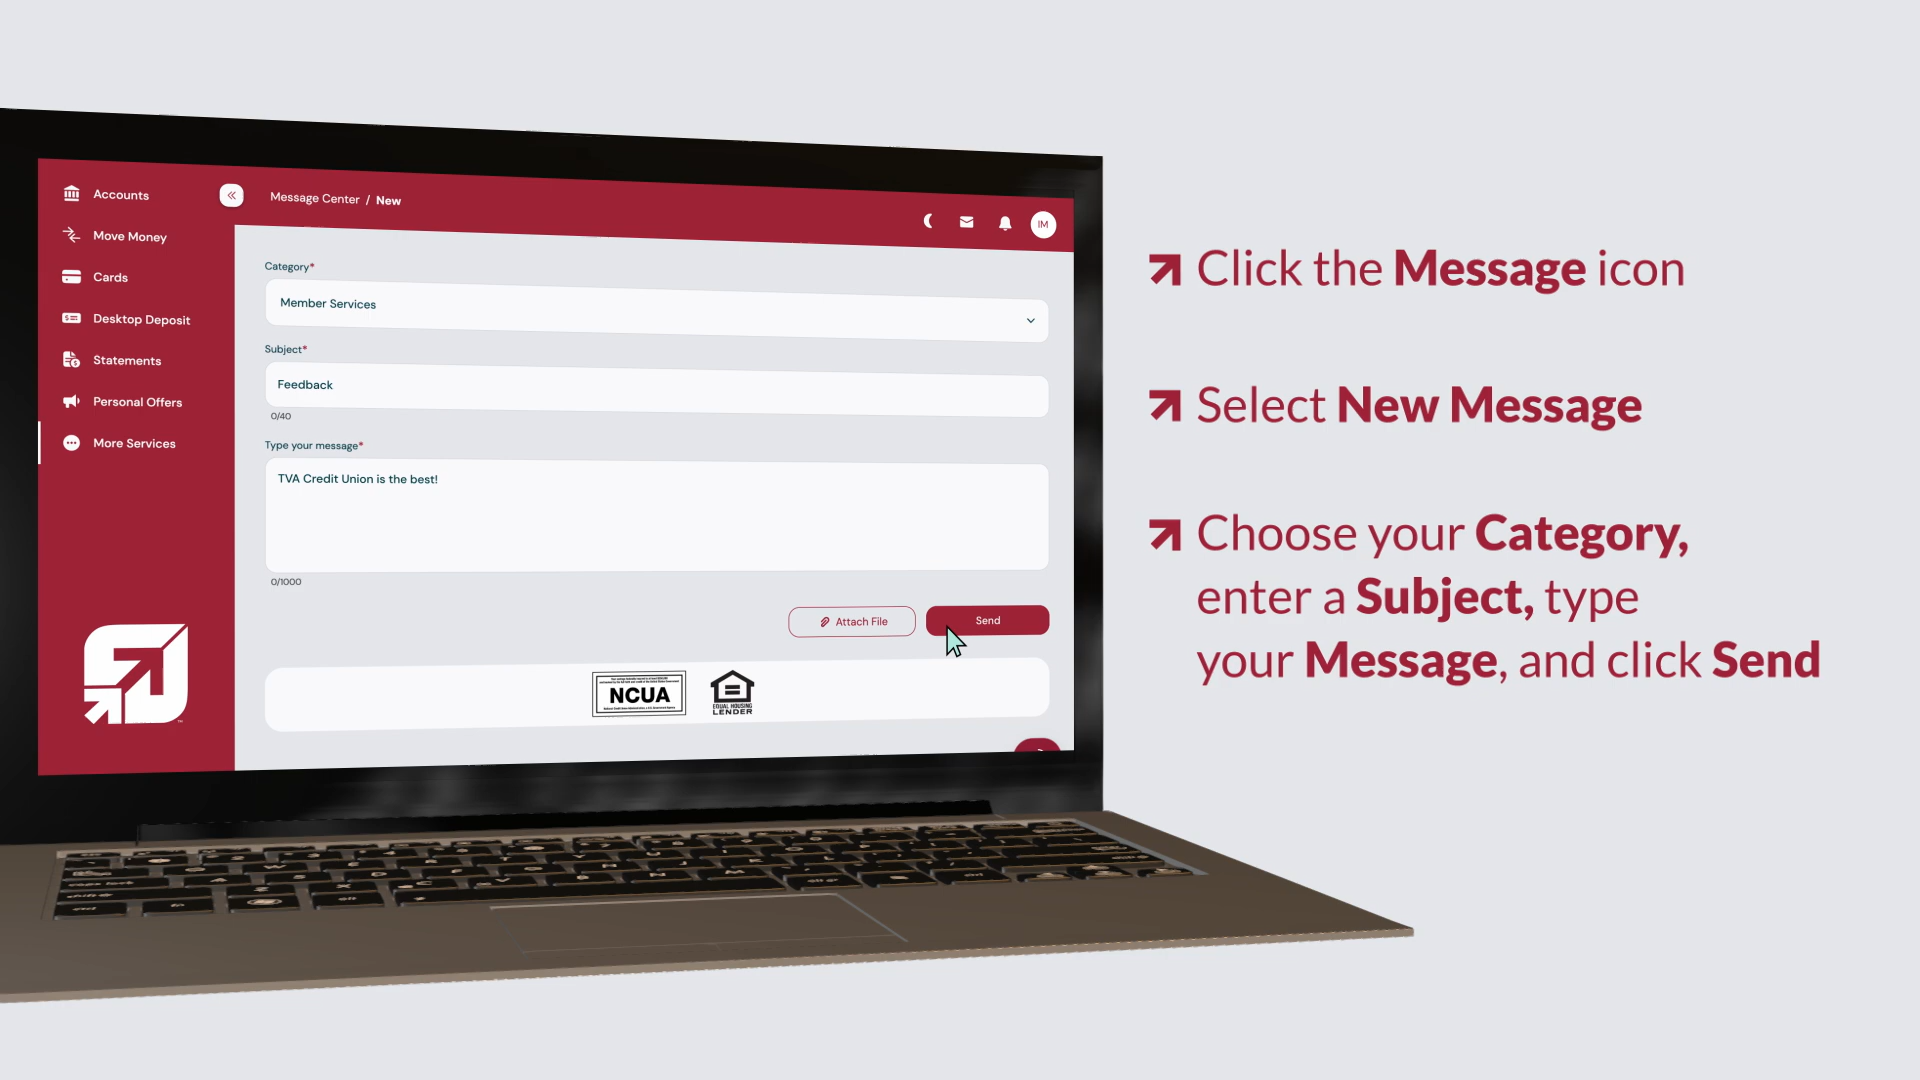 Accounts
Move Money
Cards
Desktop Deposit
Statements
Personal Offers
More Services
Message Center / New
IM
Category*
Member Services
Subject*
Feedback
0/40
Type your message*
TVA Credit Union is the best!
0/1000
Attach File
Send
NCUA
EQUAL HOUSING
LENDER
Click the Message icon
Select New Message
Choose your Category,
enter a Subject, type
your Message, and click Send